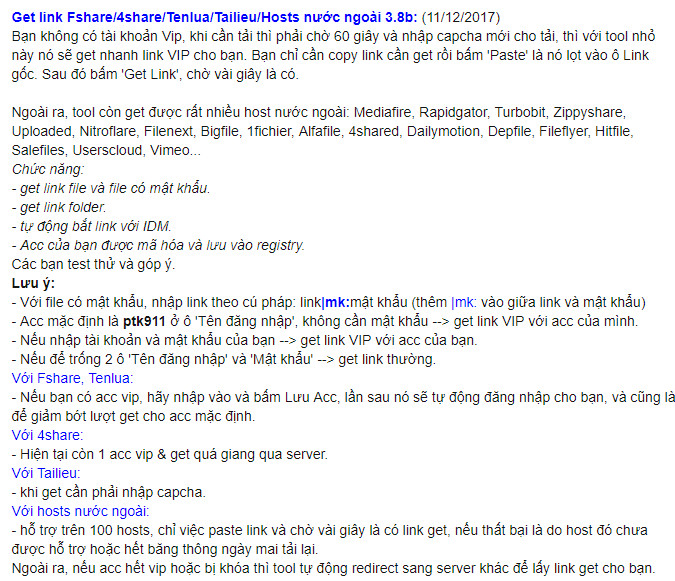 Get link Fshare/4share/Tenlua/Tailieu/Hosts nước ngoài 3.8b: (11/12/2017)
Bạn không có tài khoản Vip, khi cần tải thì phải chờ 60 giây và nhập capcha mới cho tải, thì với tool nhỏ
này nó sẽ get nhanh link VIP cho bạn. Bạn chỉ cần copy link cần get rồi bấm 'Paste' là nó lọt vào ô Link
gốc. Sau đó bấm 'Get Link', chờ vài giây là có.
Ngoài ra, tool còn get được rất nhiều host nước ngoài: Mediafire, Rapidgator, Turbobit, Zippyshare,
Uploaded, Nitroflare, Filenext, Bigfile, 1fichier, Alfafile, 4shared, Dailymotion, Depfile, Fileflyer, Hitfile,
Salefiles, Userscloud, Vimeo...
Chức năng:
- get link file và file có mật khẩu.
- get link folder.
- tự động bắt link với IDM.
- Acc của bạn được mã hóa và lưu vào registry.
Các bạn test thử và góp ý.
Lưu ý:
- Với file có mật khẩu, nhập link theo cú pháp: link|mk:mật khẩu (thêm |mk: vào giữa link và mật khẩu)
- Acc mặc định là ptk911 ở ô 'Tên đăng nhập', không cần mật khẩu --> get link VIP với acc của mình.
- Nếu nhập tài khoản và mật khẩu của bạn --> get link VIP với acc của bạn.
- Nếu để trống 2 ô 'Tên đăng nhập' và 'Mật khẩu' --> get link thường.
Với Fshare, Tenlua:
- Nếu bạn có acc vip, hãy nhập vào và bấm Lưu Acc, lần sau nó sẽ tự động đăng nhập cho bạn, và cũng là
để giảm bớt lượt get cho acc mặc định.
Với 4share:
- Hiện tại còn 1 acc vip & get quá giang qua server.
Với Tailieu:
- khi get cần phải nhập capcha.
Với hosts nước ngoài:
- hỗ trợ trên 100 hosts, chỉ việc paste link và chờ vài giây là có link get, nếu thất bại là do host đó chưa
được hỗ trợ hoặc hết băng thông ngày mai tải lại.
Ngoài ra, nếu acc hết vip hoặc bị khóa thì tool tự động redirect sang server khác để lấy link get cho bạn.